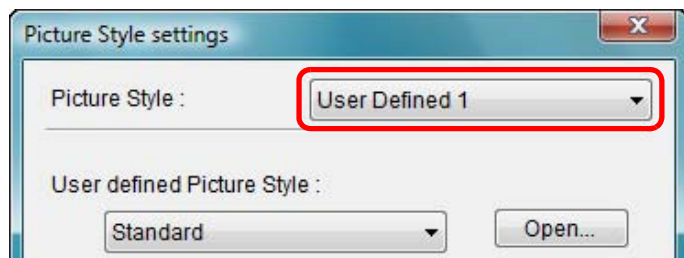 Picture Style settings
Picture Style : User Defined 1
User defined Picture Style :
Standard Open...